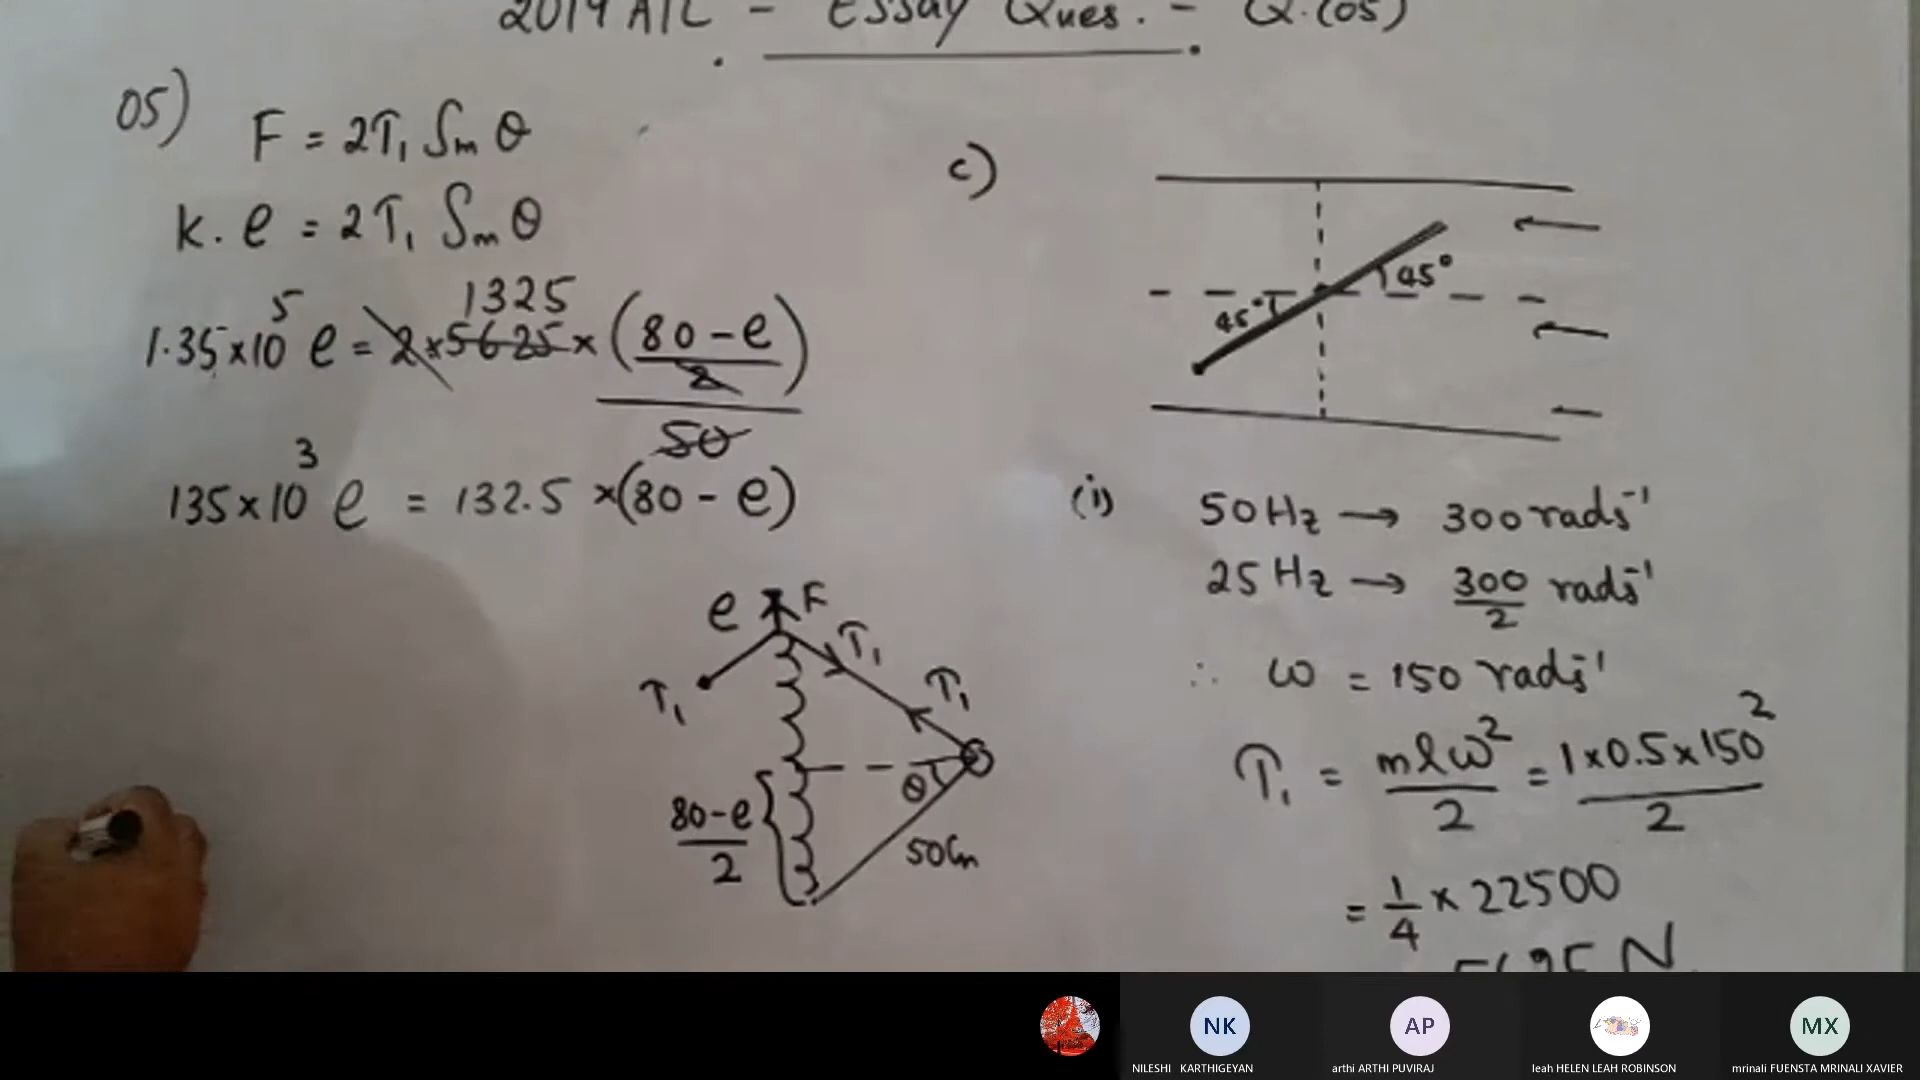 2019 A/L - Essay Ques. - Q.(05)
05)
F = 2T₁ Sin θ
k . e = 2T₁ Sin θ
1325
1.35×10⁵ e = 2×5625× (80-e)
2
50
135×10³ e = 132.5 ×(80-e)
e F
T₁
T₁
T₁
θ
80-e
2
50cm
c)
45°
45°
(i) 50Hz → 300 rads⁻¹
25 Hz → 300/2 rads⁻¹
∴ ω = 150 rads⁻¹
T₁ = mlω²/2 = 1×0.5×150²/2
= 1/4 × 22500
5625 N
NK
AP
MX
NILESHI KARTHIGEYAN
arthi ARTHI PUVIRAJ
leah HELEN LEAH ROBINSON
mrinali FUENSTA MRINALI XAVIER